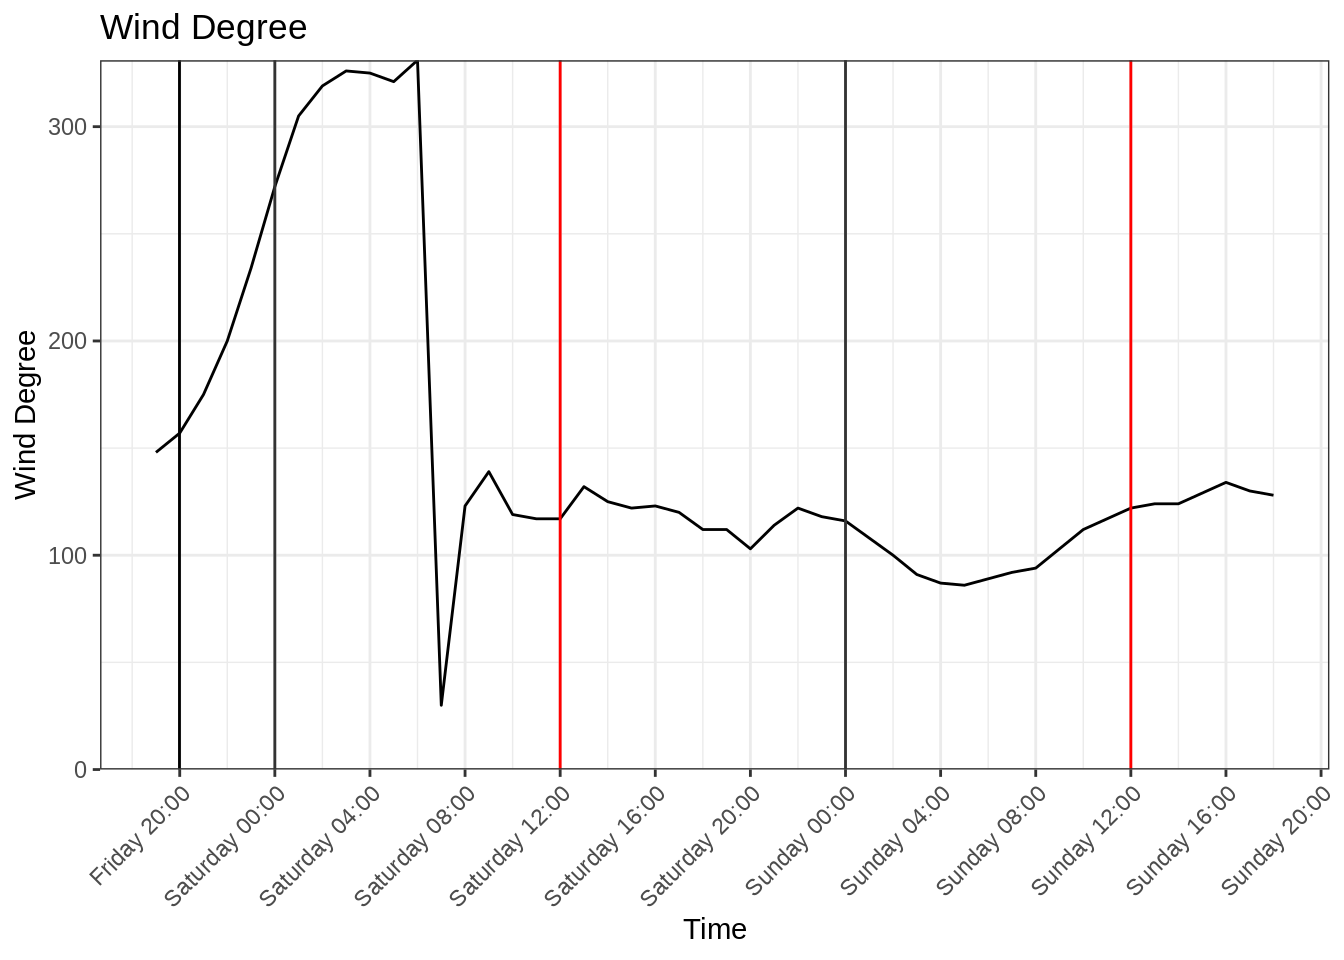 Wind Degree
Wind Degree
300
200
100
0
Friday 20:00
Saturday 00:00
Saturday 04:00
Saturday 08:00
Saturday 12:00
Saturday 16:00
Saturday 20:00
Sunday 00:00
Sunday 04:00
Sunday 08:00
Sunday 12:00
Sunday 16:00
Sunday 20:00
Time